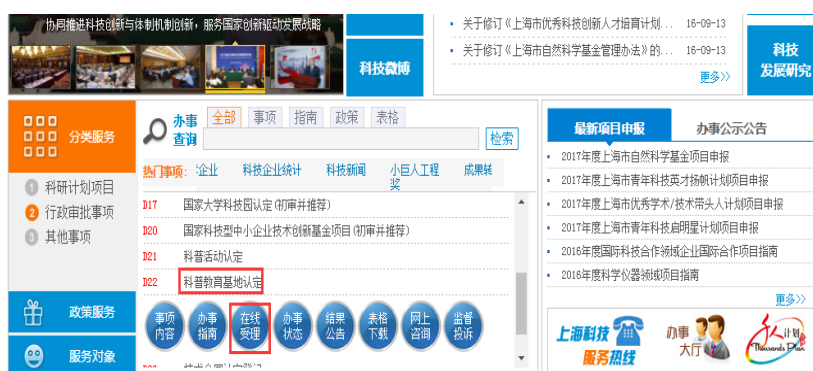 协同推进科技创新与体制机制创新，服务国家创新驱动发展战略
科技微博
关于修订《上海市优秀科技创新人才培育计划... 16-09-13
关于修订《上海市自然科学基金管理办法》的... 16-09-13
更多》
科技
发展研究
分类服务
1 科研计划项目
2 行政审批事项
3 其他事项
政策服务
服务对象
办事
查询
全部 事项 指南 政策 表格
检索
热门事项: 企业 科技企业统计 科技新闻 小巨人工程奖 成果转
D17 国家大学科技园认定(初审并推荐)
D20 国家科技型中小企业技术创新基金项目(初审并推荐)
D21 科普活动认定
D22 科普教育基地认定
事项内容 办事指南 在线受理 办事状态 结果公告 表格下载 网上咨询 监督投诉
最新项目申报 办事公示公告
2017年度上海市自然科学基金项目申报
2017年度上海市青年科技英才扬帆计划项目申报
2017年度上海市优秀学术/技术带头人计划项目申报
2017年度上海市青年科技启明星计划项目申报
2016年度国际科技合作领域企业国际合作项目指南
2016年度科学仪器领域项目指南
更多》
上海科技
服务热线
办事
大厅
千人计划
Thousands Plan